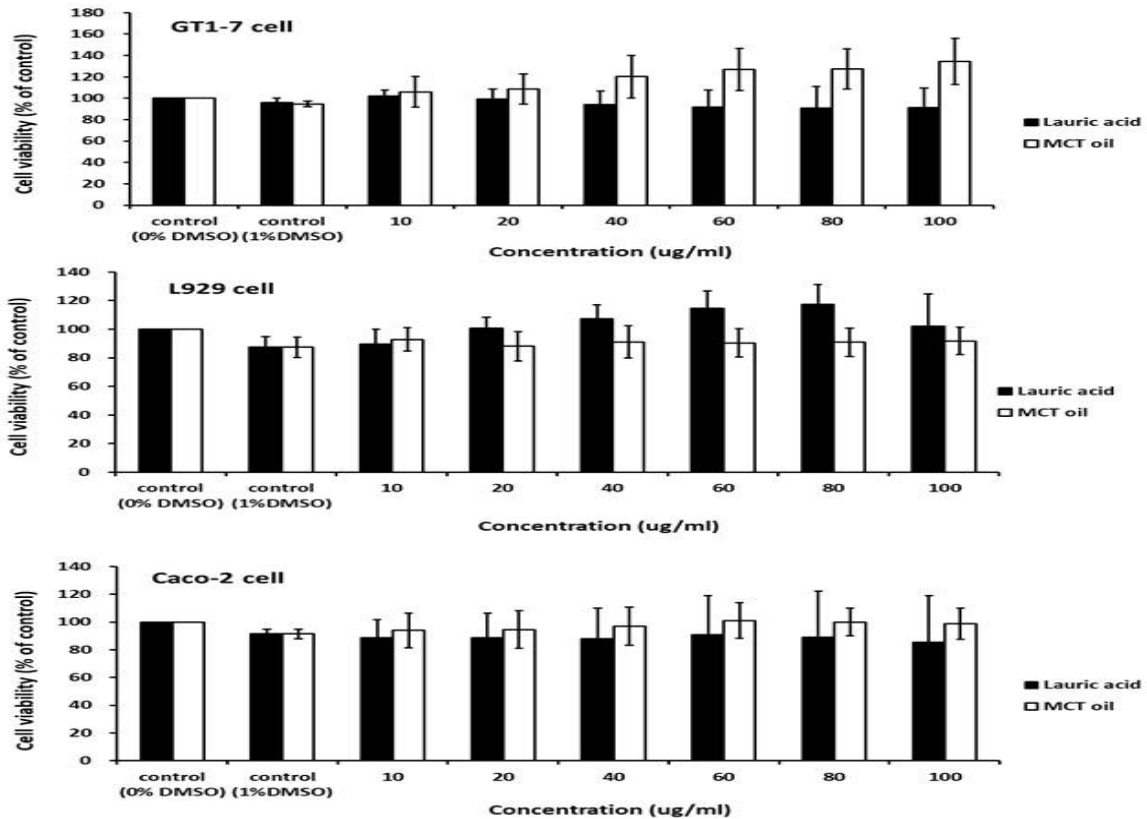 GT1-7 cell
Cell viability (% of control)
180
160
140
120
100
80
60
40
20
0
control control 10 20 40 60 80 100
(0% DMSO) (1%DMSO)
Concentration (ug/ml)
Lauric acid
MCT oil
L929 cell
Cell viability (% of control)
140
120
100
80
60
40
20
0
control control 10 20 40 60 80 100
(0% DMSO) (1%DMSO)
Concentration (ug/ml)
Lauric acid
MCT oil
Caco-2 cell
Cell viability (% of control)
140
120
100
80
60
40
20
0
control control 10 20 40 60 80 100
(0% DMSO) (1%DMSO)
Concentration (ug/ml)
Lauric acid
MCT oil